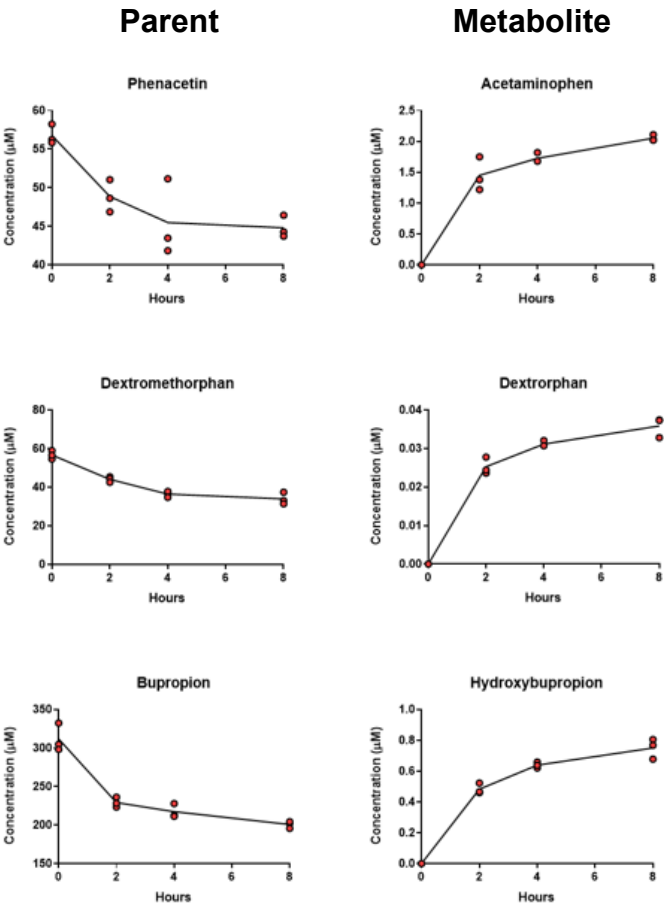 Parent
Metabolite
Phenacetin
Concentration (μM)
60
55
50
45
40
0 2 4 6 8
Hours
Acetaminophen
Concentration (μM)
2.5
2.0
1.5
1.0
0.5
0.0
0 2 4 6 8
Hours
Dextromethorphan
Concentration (μM)
80
60
40
20
0
0 2 4 6 8
Hours
Dextrorphan
Concentration (μM)
0.04
0.03
0.02
0.01
0.00
0 2 4 6 8
Hours
Bupropion
Concentration (μM)
350
300
250
200
150
0 2 4 6 8
Hours
Hydroxybupropion
Concentration (μM)
1.0
0.8
0.6
0.4
0.2
0.0
0 2 4 6 8
Hours